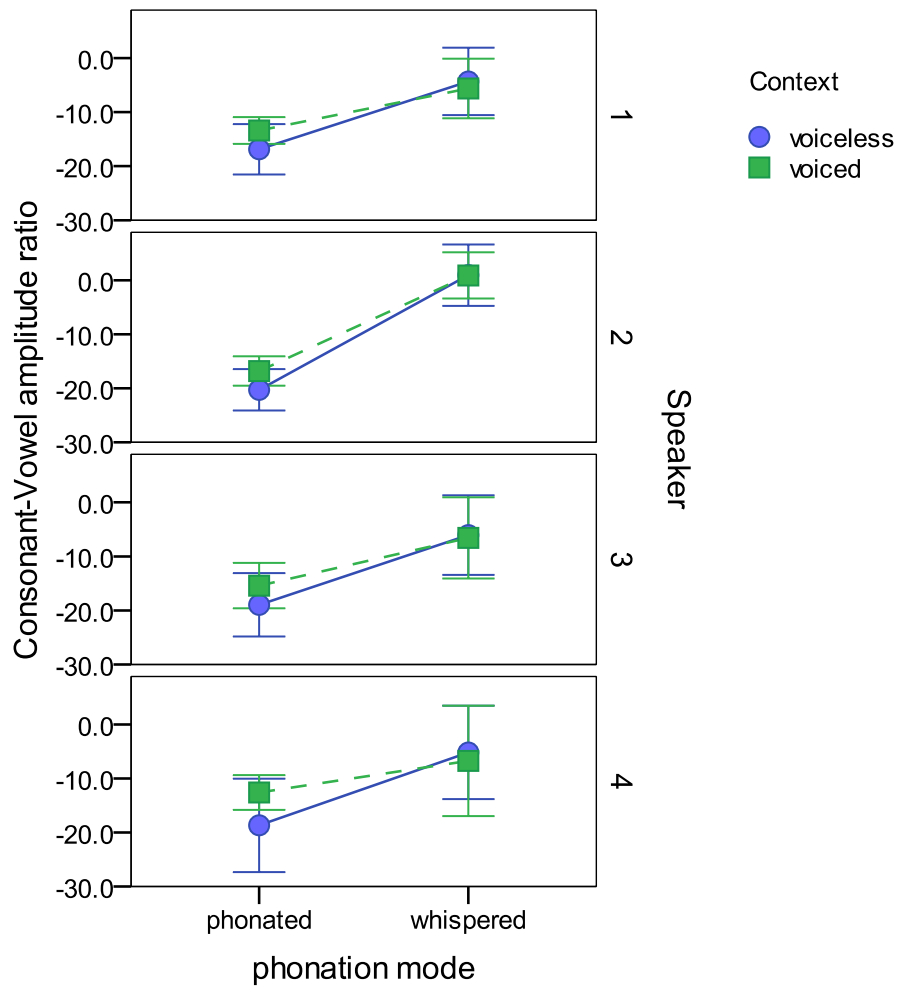 Consonant-Vowel amplitude ratio
0.0
-10.0
-20.0
-30.0
1
0.0
-10.0
-20.0
-30.0
2
0.0
-10.0
-20.0
-30.0
3
0.0
-10.0
-20.0
-30.0
4
Speaker
phonated whispered
phonation mode
Context
voiceless
voiced